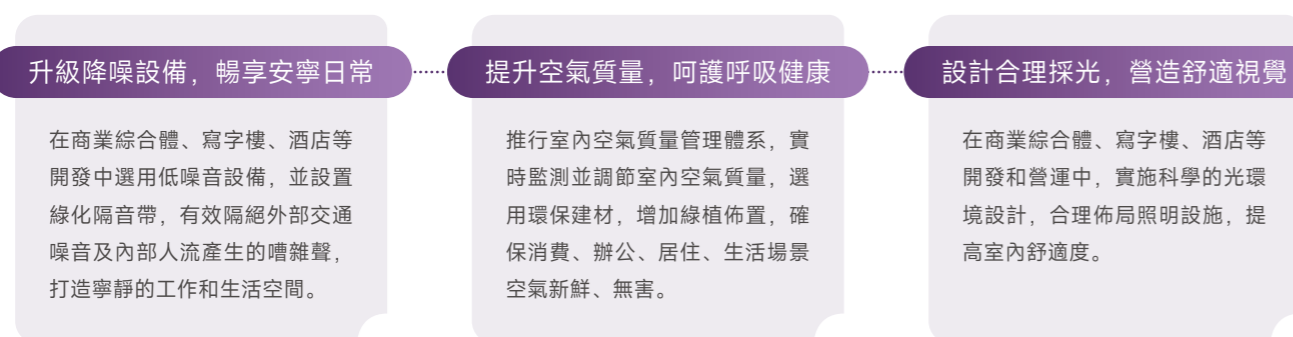 升級降噪設備，暢享安寧日常
在商業綜合體、寫字樓、酒店等
開發中選用低噪音設備，並設置
綠化隔音帶，有效隔絕外部交通
噪音及內部人流產生的嘈雜聲，
打造寧靜的工作和生活空間。
提升空氣質量，呵護呼吸健康
推行室內空氣質量管理體系，實
時監測並調節室內空氣質量，選
用環保建材，增加綠植佈置，確
保消費、辦公、居住、生活場景
空氣新鮮、無害。
設計合理採光，營造舒適視覺
在商業綜合體、寫字樓、酒店等
開發和營運中，實施科學的光環
境設計，合理佈局照明設施，提
高室內舒適度。